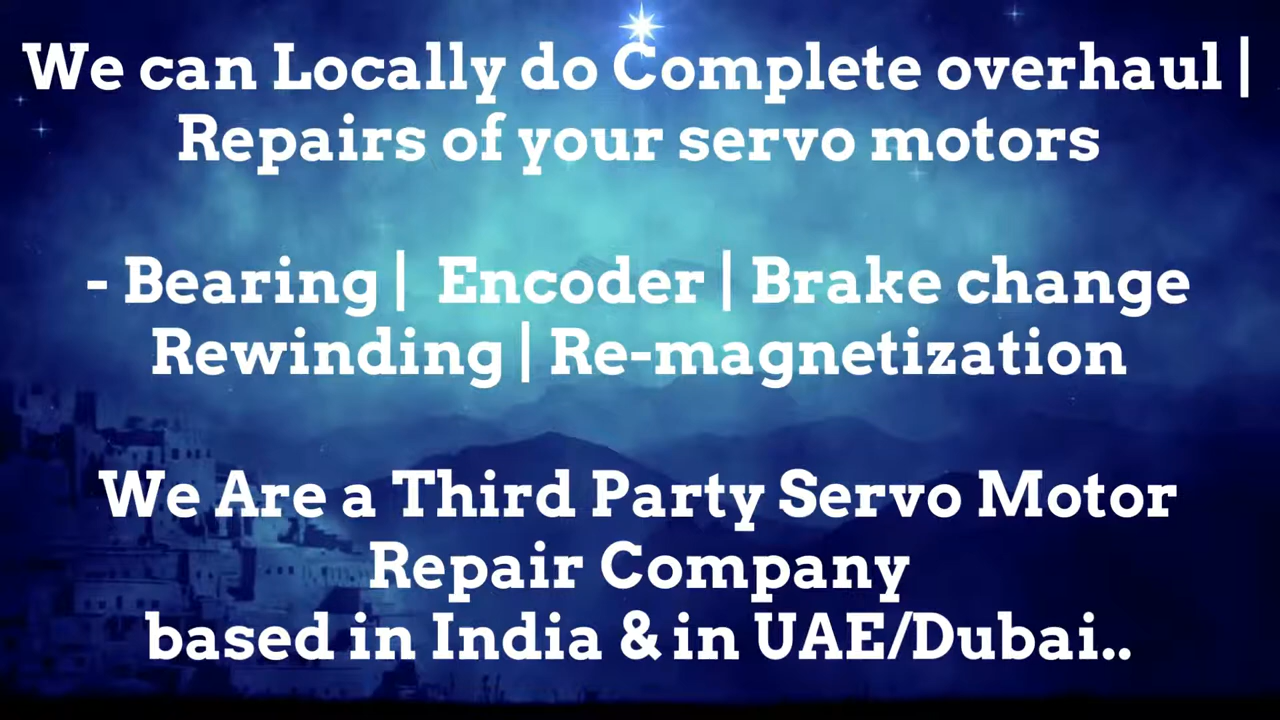 We can Locally do Complete overhaul |
Repairs of your servo motors
- Bearing | Encoder | Brake change
Rewinding | Re-magnetization
We Are a Third Party Servo Motor
Repair Company
based in India & in UAE/Dubai..